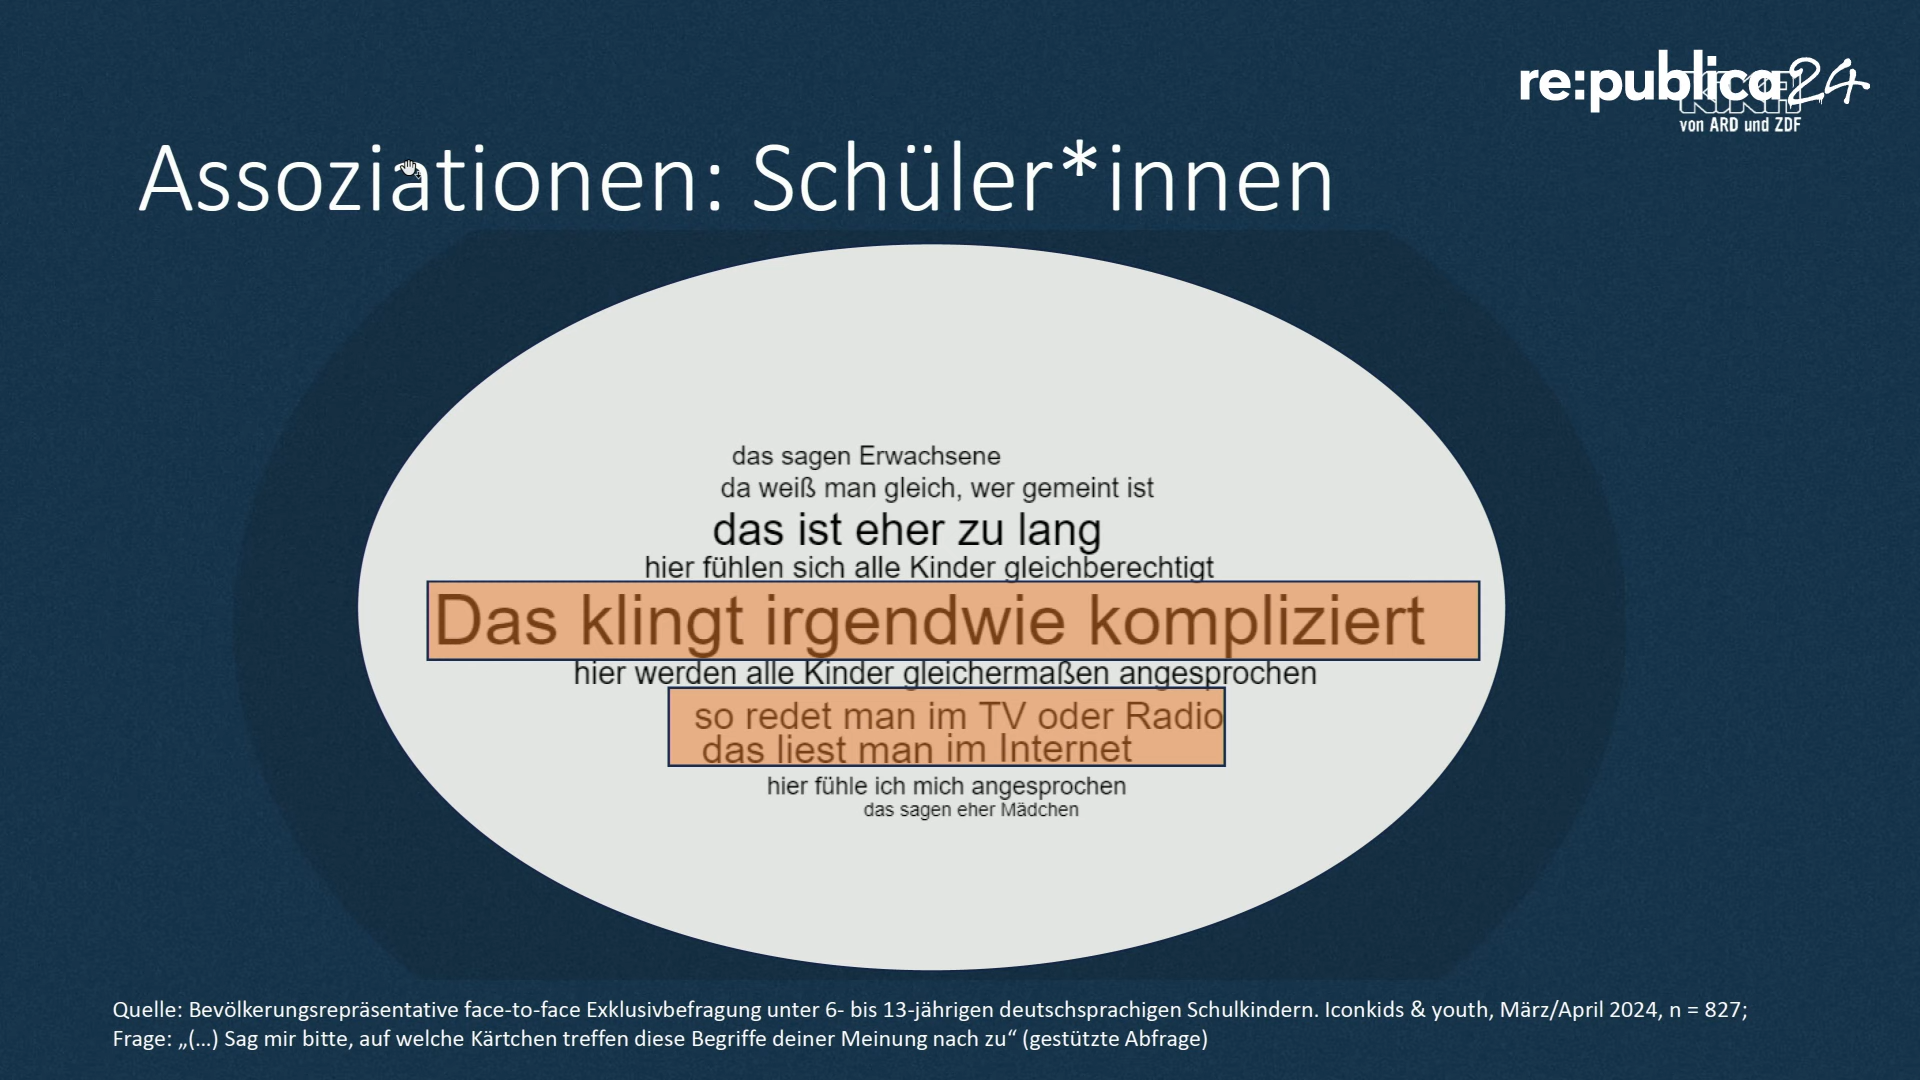 re:publica 24
KiKA
von ARD und ZDF
Assoziationen: Schüler*innen
das sagen Erwachsene
da weiß man gleich, wer gemeint ist
das ist eher zu lang
hier fühlen sich alle Kinder gleichberechtigt
Das klingt irgendwie kompliziert
hier werden alle Kinder gleichermaßen angesprochen
so redet man im TV oder Radio
das liest man im Internet
hier fühle ich mich angesprochen
das sagen eher Mädchen
Quelle: Bevölkerungsrepräsentative face-to-face Exklusivbefragung unter 6- bis 13-jährigen deutschsprachigen Schulkindern. Iconkids & youth, März/April 2024, n = 827;
Frage: „(…) Sag mir bitte, auf welche Kärtchen treffen diese Begriffe deiner Meinung nach zu“ (gestützte Abfrage)